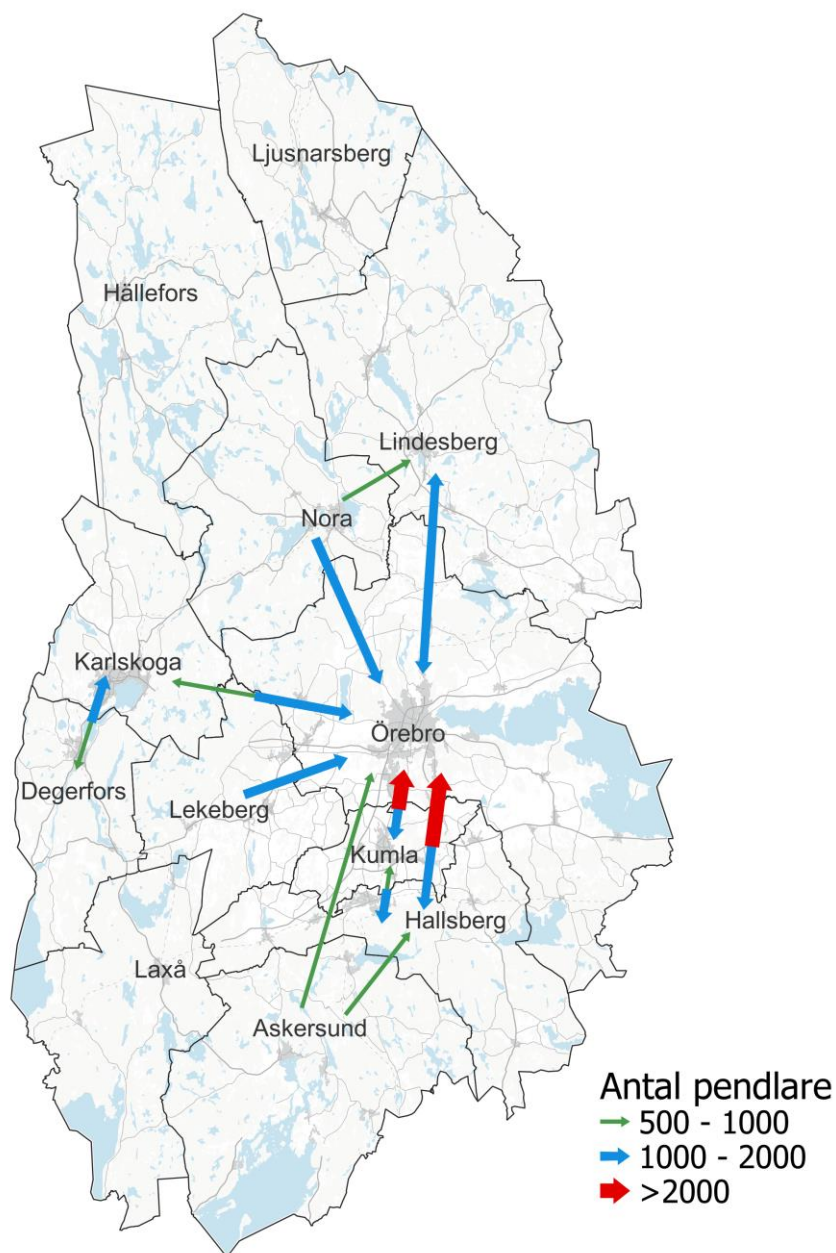 Ljusnarsberg
Hällefors
Lindesberg
Nora
Karlskoga
Örebro
Degerfors
Lekeberg
Kumla
Hallsberg
Laxå
Askersund
Antal pendlare
500 - 1000
1000 - 2000
>2000